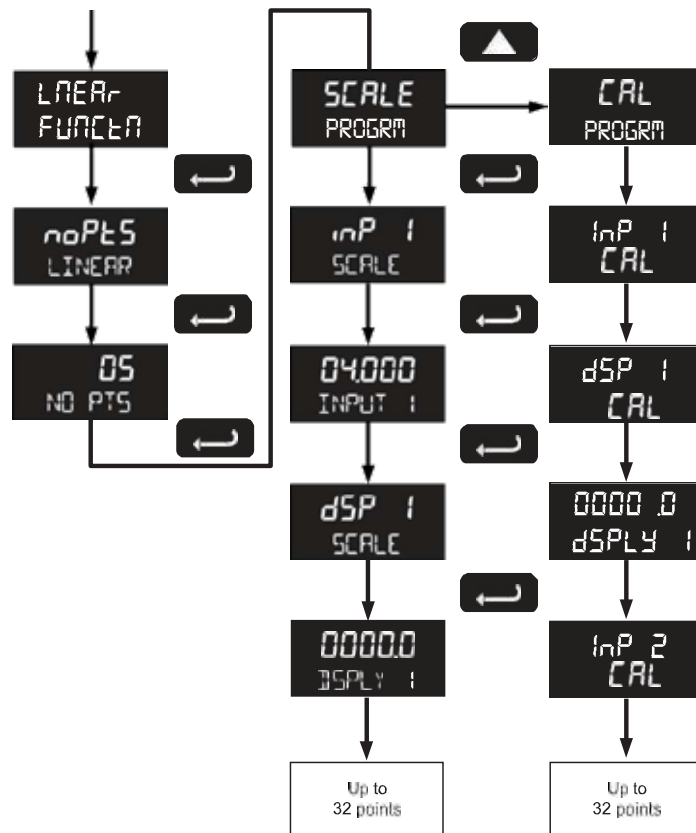 LNEAr
FUNCtN
noPtS
LINEAR
05
NO PTS
SCALE
PROGRM
inP 1
SCALE
04.000
INPUT 1
dSP 1
SCALE
0000.0
DSPLY 1
Up to
32 points
CAL
PROGRM
InP 1
CAL
dSP 1
CAL
0000.0
dSPLY 1
InP 2
CAL
Up to
32 points